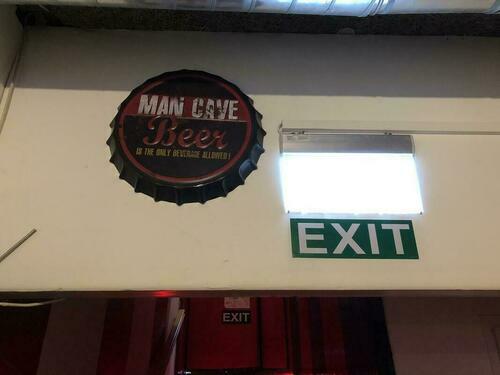 MAN CAVE
Beer
IS THE ONLY BEVERAGE ALLOWED!
EXIT
EXIT